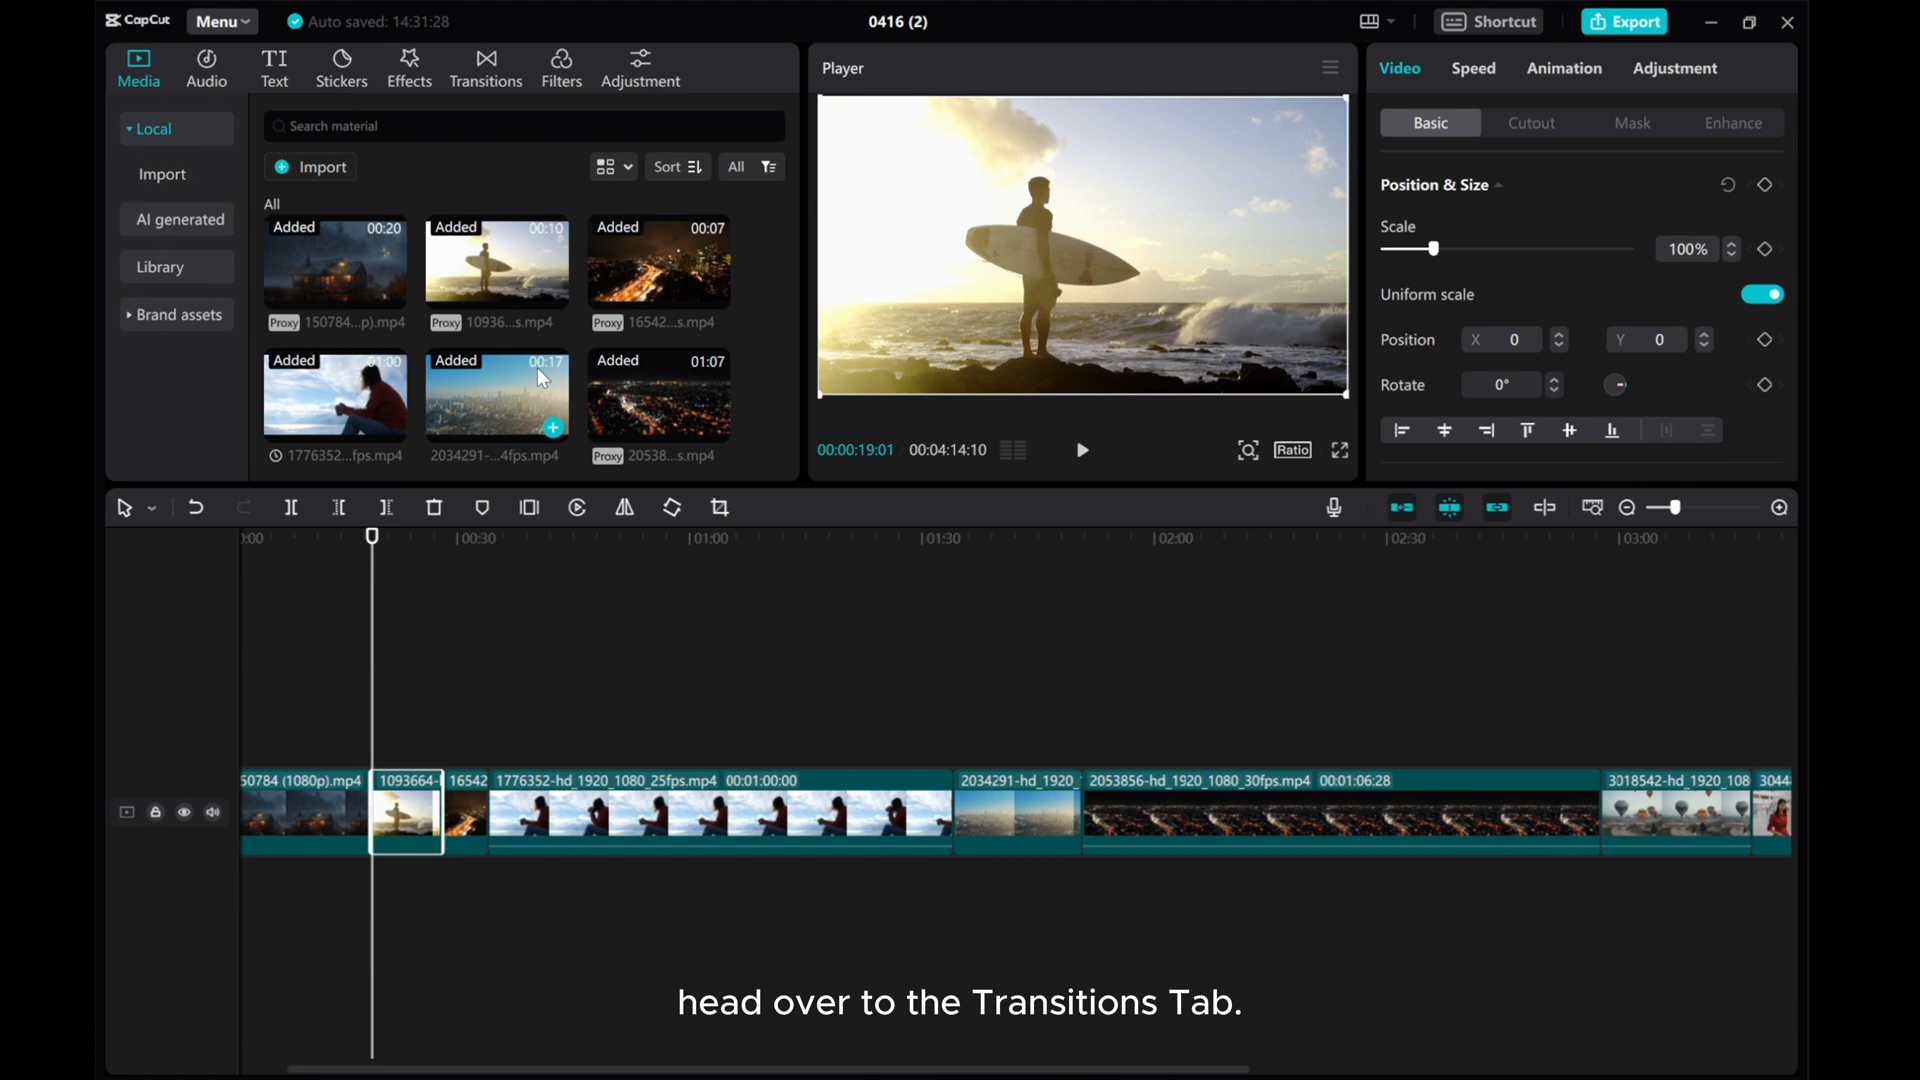 CapCut
Menu
Auto saved: 14:31:28
0416 (2)
Shortcut
Export
Media
Audio
TI
Text
Stickers
Effects
Transitions
Filters
Adjustment
Local
Import
AI generated
Library
Brand assets
Search material
Import
Sort
All
All
Added 00:20
Added 00:10
Added 00:07
Proxy 150784...p).mp4
Proxy 10936...s.mp4
Proxy 16542...s.mp4
Added 01:00
Added 00:17
Added 01:07
1776352...fps.mp4
2034291-...4fps.mp4
Proxy 20538...s.mp4
Player
00:00:19:01 00:04:14:10
Ratio
Video
Speed
Animation
Adjustment
Basic
Cutout
Mask
Enhance
Position & Size
Scale
100%
Uniform scale
Position X 0 Y 0
Rotate 0°
0:00 |00:30 |01:00 |01:30 |02:00 |02:30 |03:00
50784 (1080p).mp4
1093664-
16542
1776352-hd_1920_1080_25fps.mp4 00:01:00:00
2034291-hd_1920_
2053856-hd_1920_1080_30fps.mp4 00:01:06:28
3018542-hd_1920_108
3044
head over to the Transitions Tab.